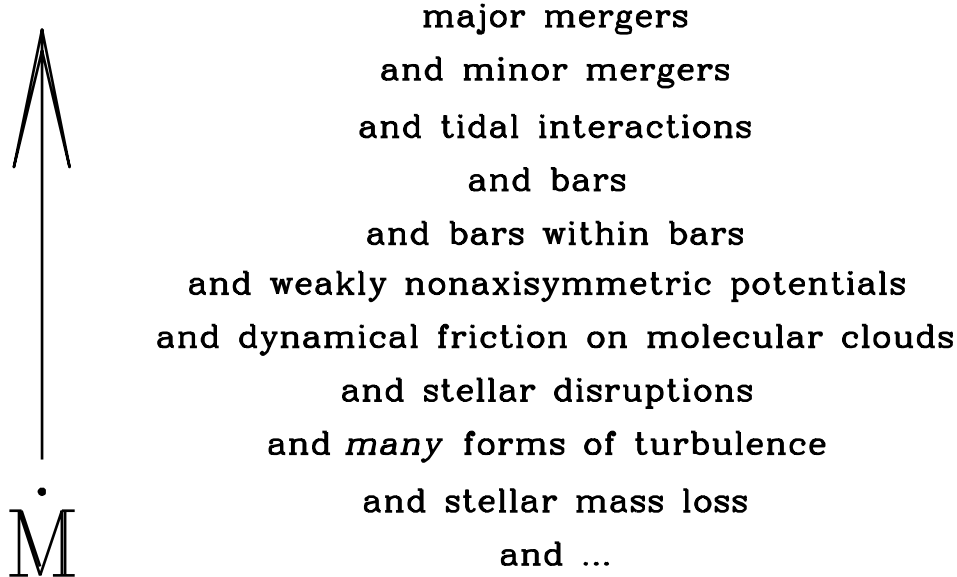 major mergers
and minor mergers
and tidal interactions
and bars
and bars within bars
and weakly nonaxisymmetric potentials
and dynamical friction on molecular clouds
and stellar disruptions
and many forms of turbulence
and stellar mass loss
and ...
Ṁ